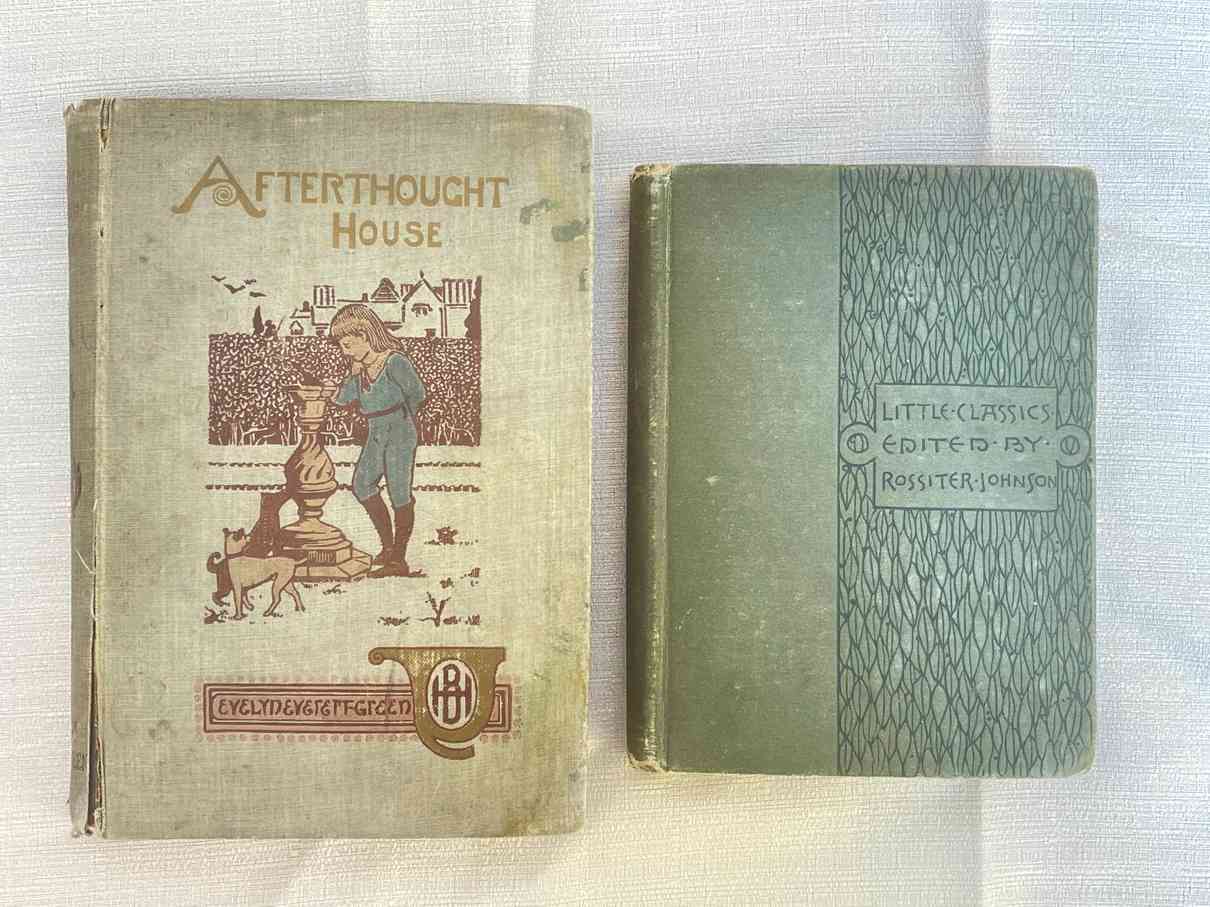 AFTERTHOUGHT
HOUSE
EVELYN EVERETT-GREEN
LITTLE·CLASSICS·
EDITED·BY·
ROSSITER·JOHNSON